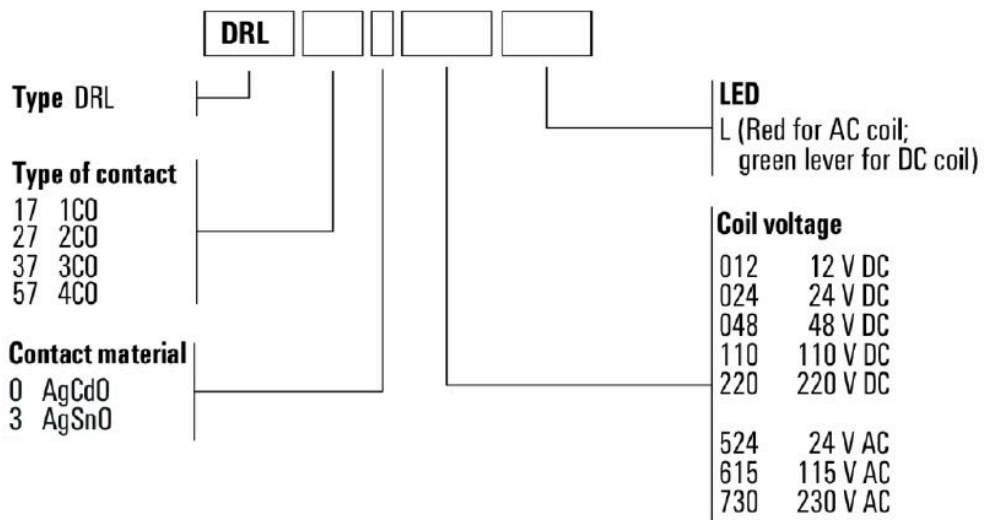 DRL
Type DRL
Type of contact
17 1CO
27 2CO
37 3CO
57 4CO
Contact material
0 AgCdO
3 AgSnO
LED
L (Red for AC coil;
green lever for DC coil)
Coil voltage
012 12 V DC
024 24 V DC
048 48 V DC
110 110 V DC
220 220 V DC
524 24 V AC
615 115 V AC
730 230 V AC